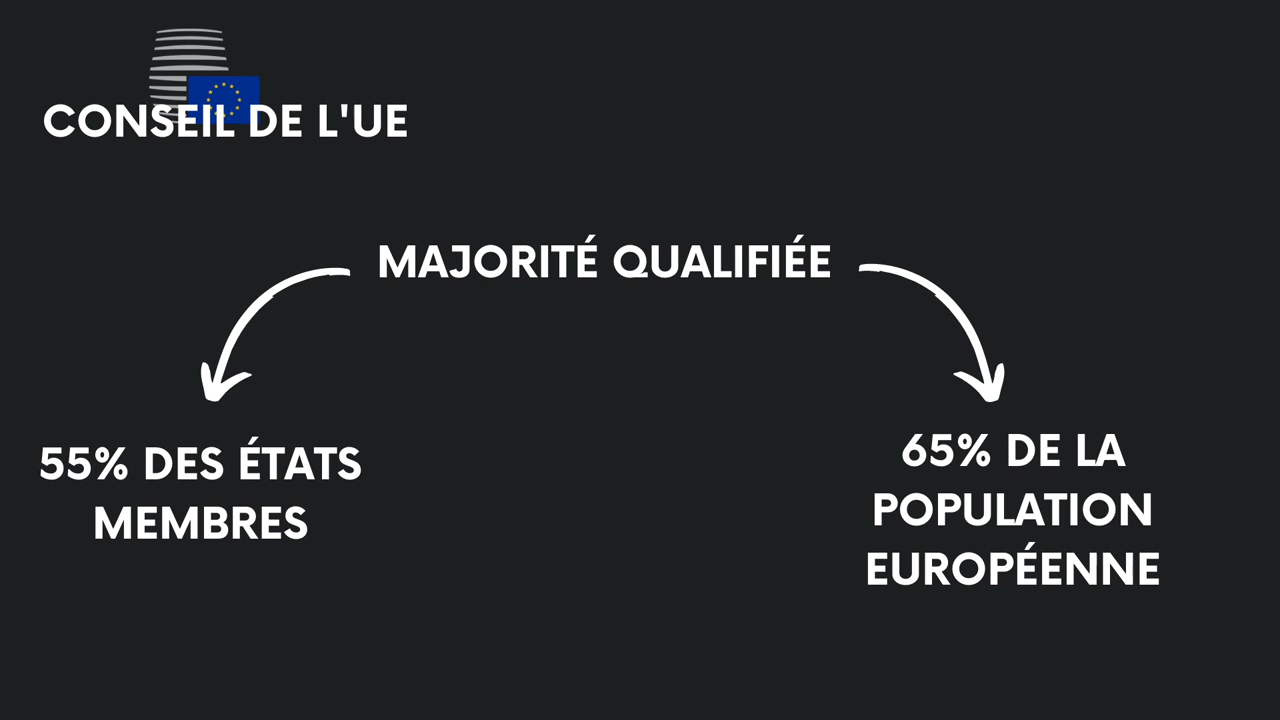 CONSEIL DE L'UE
MAJORITÉ QUALIFIÉE
55% DES ÉTATS
MEMBRES
65% DE LA
POPULATION
EUROPÉENNE